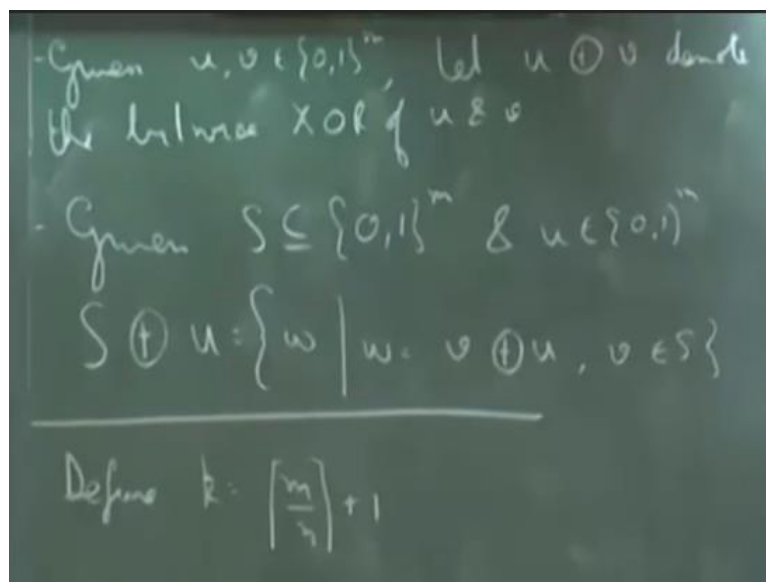 - Given u, v ∈ {0,1}^m, let u ⊕ v denote
the bitwise XOR of u & v
- Given S ⊆ {0,1}^m & u ∈ {0,1}^m
S ⊕ u = {w | w = v ⊕ u, v ∈ S}
Define k = ⌈m/n⌉ + 1